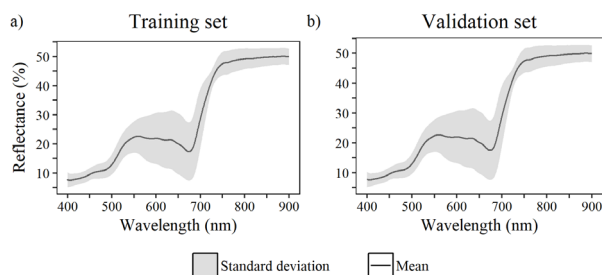 a) Training set
b) Validation set
Reflectance (%)
50
40
30
20
10
400 500 600 700 800 900
Wavelength (nm)
50
40
30
20
10
400 500 600 700 800 900
Wavelength (nm)
Standard deviation
Mean